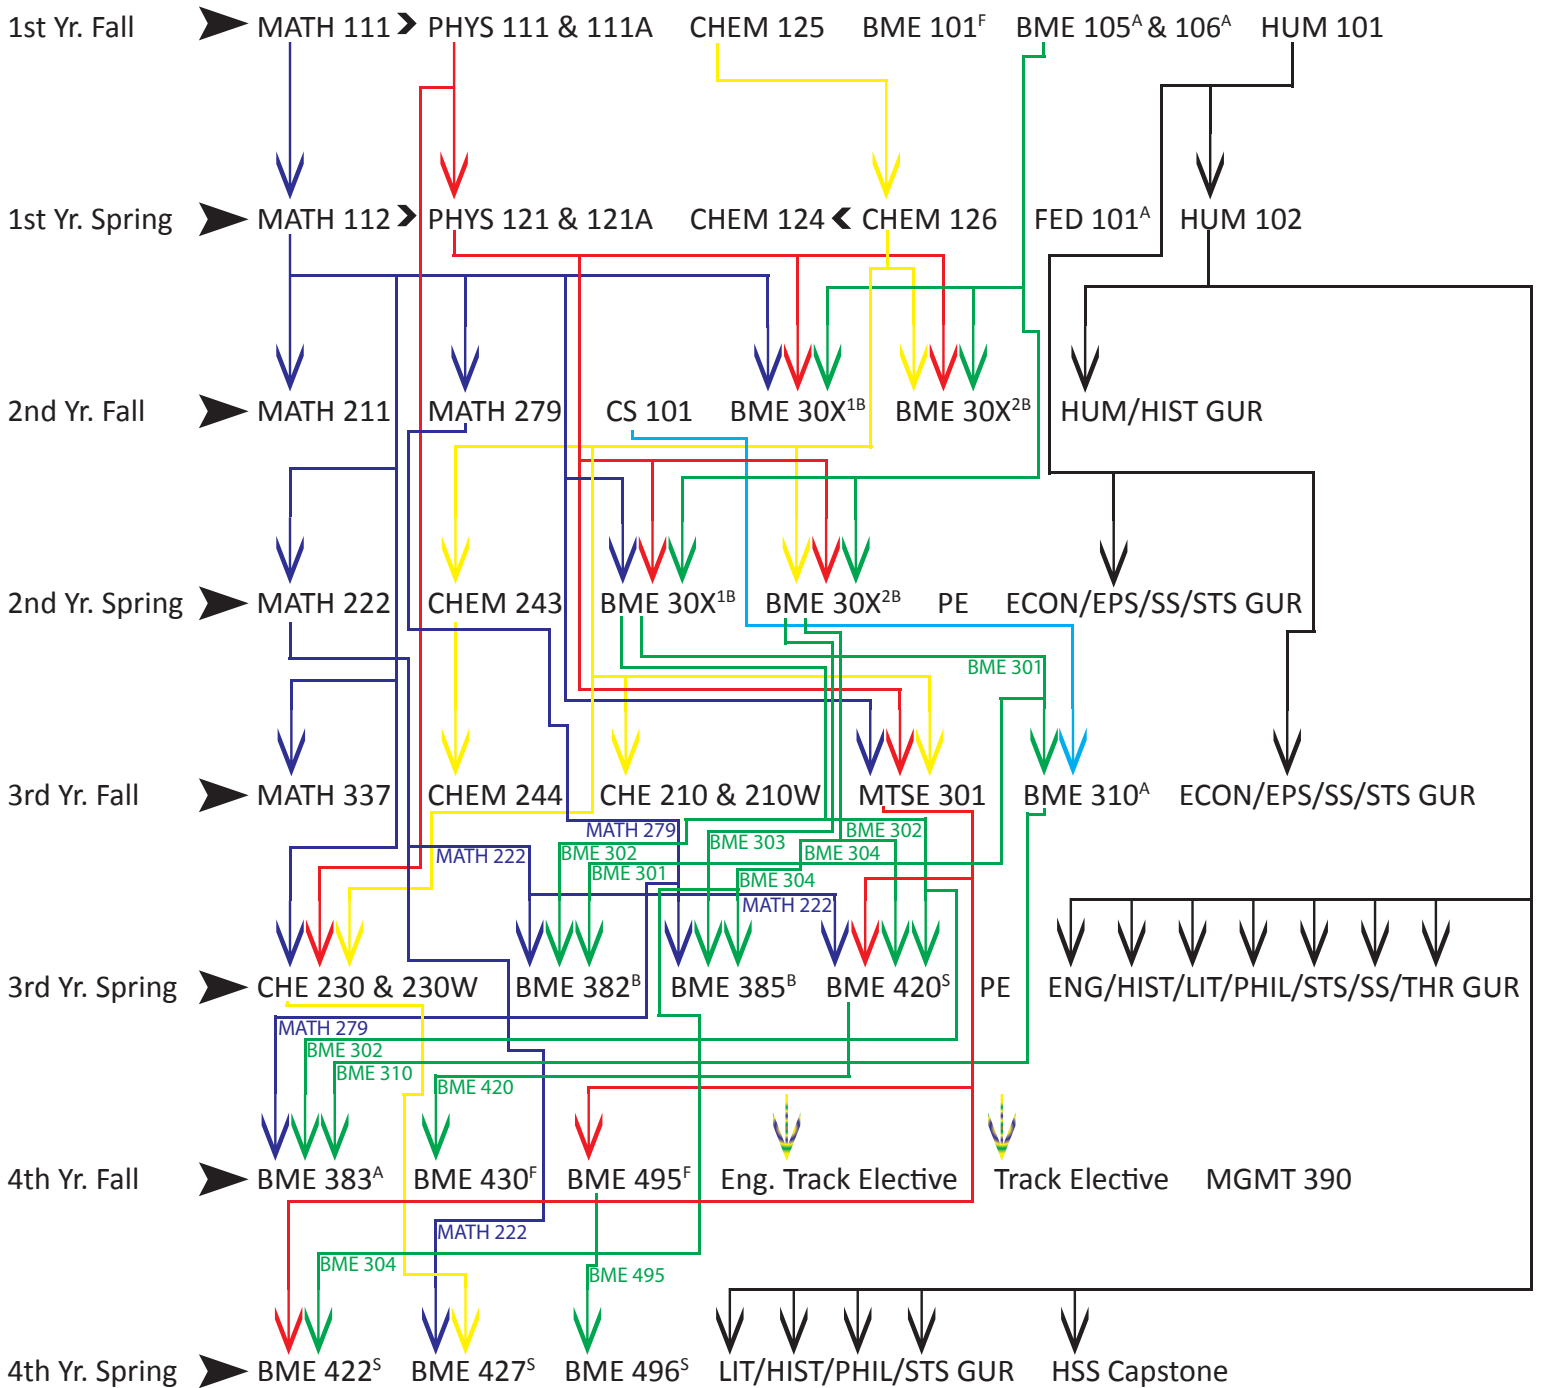 1st Yr. Fall MATH 111 PHYS 111 & 111A CHEM 125 BME 101F BME 105A & 106A HUM 101
1st Yr. Spring MATH 112 PHYS 121 & 121A CHEM 124 CHEM 126 FED 101A HUM 102
2nd Yr. Fall MATH 211 MATH 279 CS 101 BME 30X1B BME 30X2B HUM/HIST GUR
2nd Yr. Spring MATH 222 CHEM 243 BME 30X1B BME 30X2B PE ECON/EPS/SS/STS GUR
BME 301
3rd Yr. Fall MATH 337 CHEM 244 CHE 210 & 210W MTSE 301 BME 310A ECON/EPS/SS/STS GUR
MATH 279 BME 303 BME 302
MATH 222 BME 302 BME 304
BME 301 BME 304
MATH 222
3rd Yr. Spring CHE 230 & 230W BME 382B BME 385B BME 420S PE ENG/HIST/LIT/PHIL/STS/SS/THR GUR
MATH 279
BME 302
BME 310
BME 420
4th Yr. Fall BME 383A BME 430F BME 495F Eng. Track Elective Track Elective MGMT 390
MATH 222
BME 304
BME 495
4th Yr. Spring BME 422S BME 427S BME 496S LIT/HIST/PHIL/STS GUR HSS Capstone